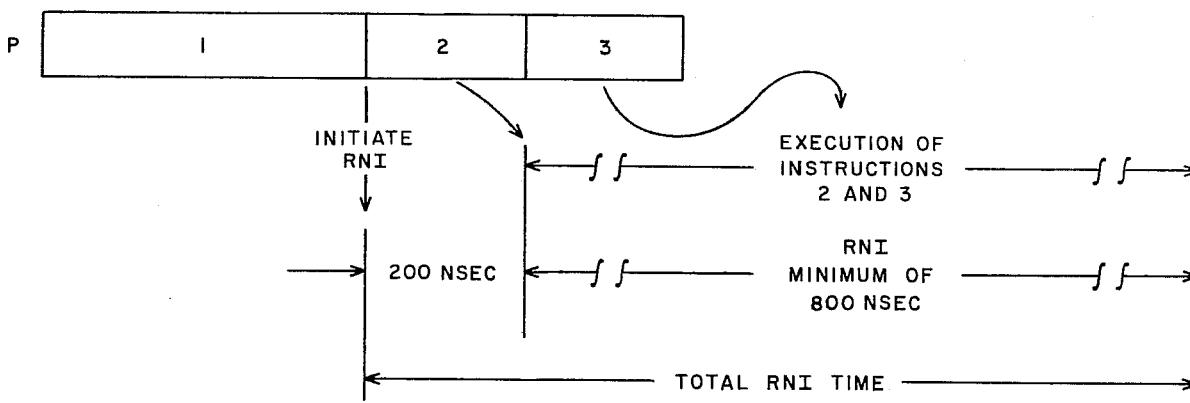 P 1 2 3
INITIATE
RNI
EXECUTION OF
INSTRUCTIONS
2 AND 3
200 NSEC
RNI
MINIMUM OF
800 NSEC
TOTAL RNI TIME